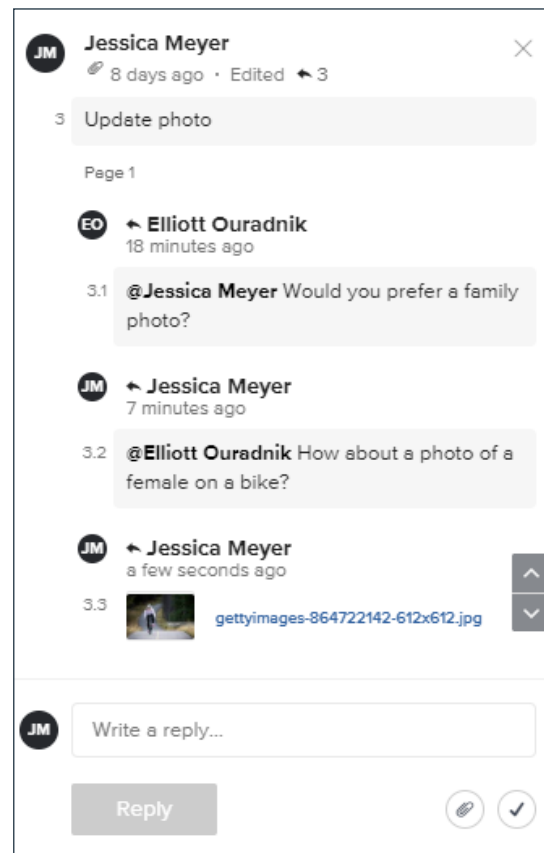 JM Jessica Meyer
8 days ago · Edited 3
3 Update photo
Page 1
EO Elliott Ouradnik
18 minutes ago
3.1 @Jessica Meyer Would you prefer a family
photo?
JM Jessica Meyer
7 minutes ago
3.2 @Elliott Ouradnik How about a photo of a
female on a bike?
JM Jessica Meyer
a few seconds ago
3.3 gettyimages-864722142-612x612.jpg
JM Write a reply...
Reply